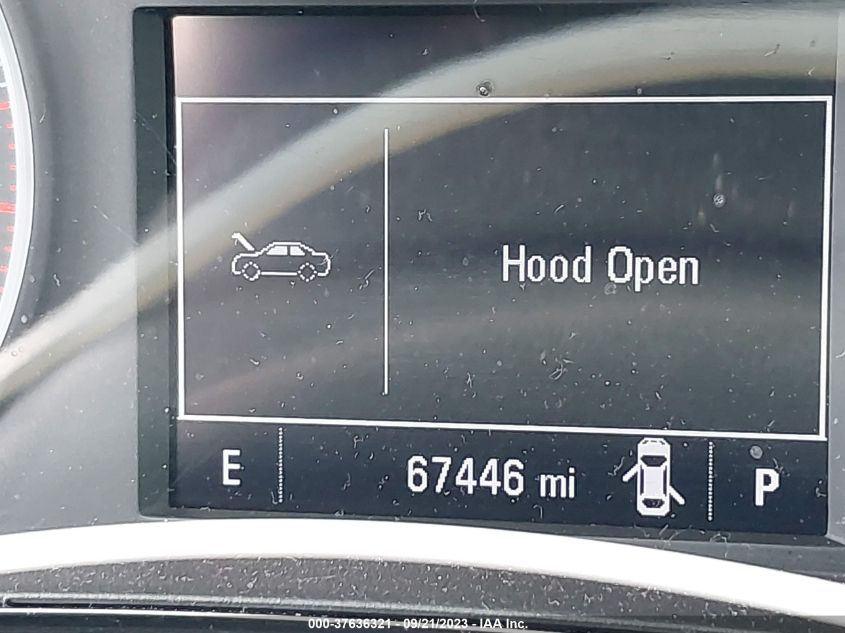 Hood Open
E 67446 mi P
000-37636321 - 09/21/2023 - IAA Inc.